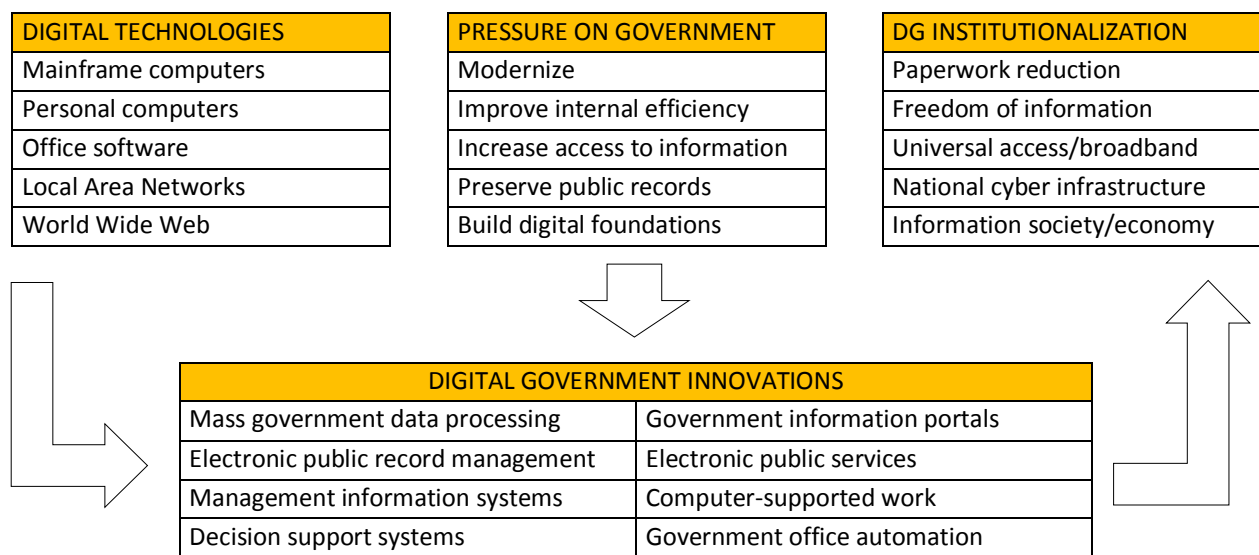 DIGITAL TECHNOLOGIES
Mainframe computers
Personal computers
Office software
Local Area Networks
World Wide Web
PRESSURE ON GOVERNMENT
Modernize
Improve internal efficiency
Increase access to information
Preserve public records
Build digital foundations
DG INSTITUTIONALIZATION
Paperwork reduction
Freedom of information
Universal access/broadband
National cyber infrastructure
Information society/economy
DIGITAL GOVERNMENT INNOVATIONS
Mass government data processing
Government information portals
Electronic public record management
Electronic public services
Management information systems
Computer-supported work
Decision support systems
Government office automation